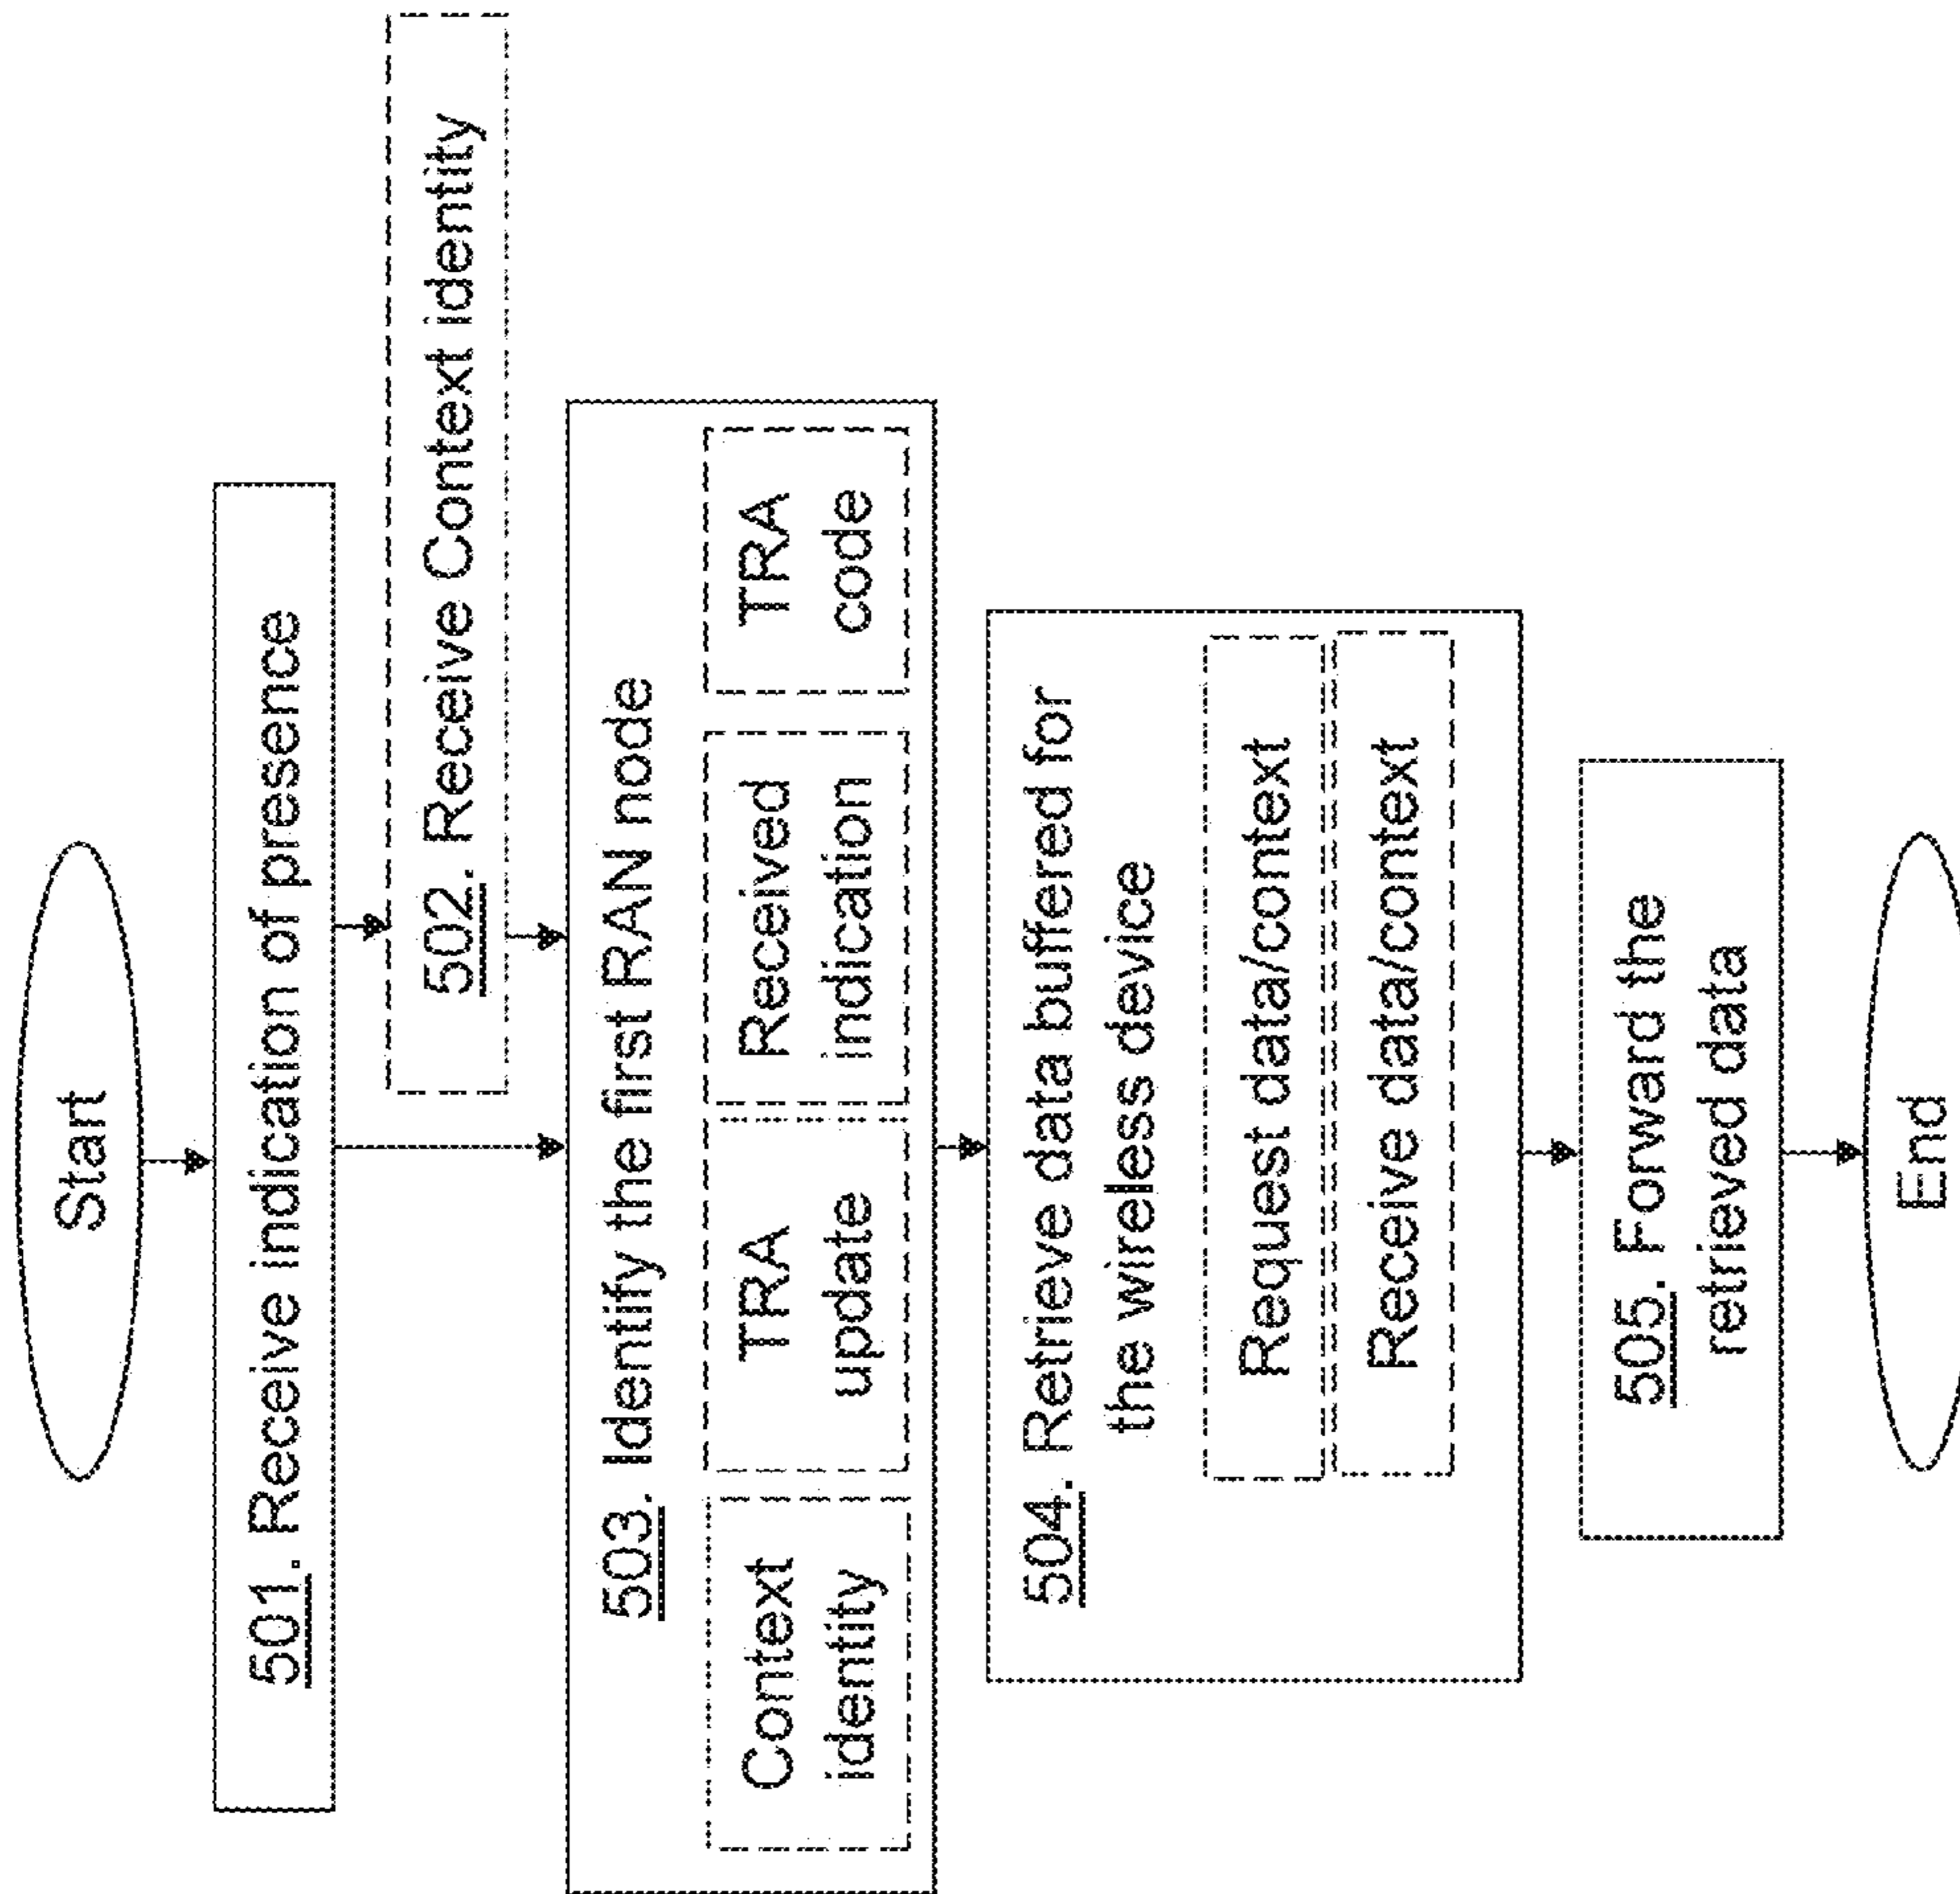 Start
501. Receive indication of presence
502. Receive Context identity
503. Identify the first RAN node
Context
identity
TRA
update
Received
indication
TRA
code
504. Retrieve data buffered for
the wireless device
Request data/context
Receive data/context
505. Forward the
retrieved data
End